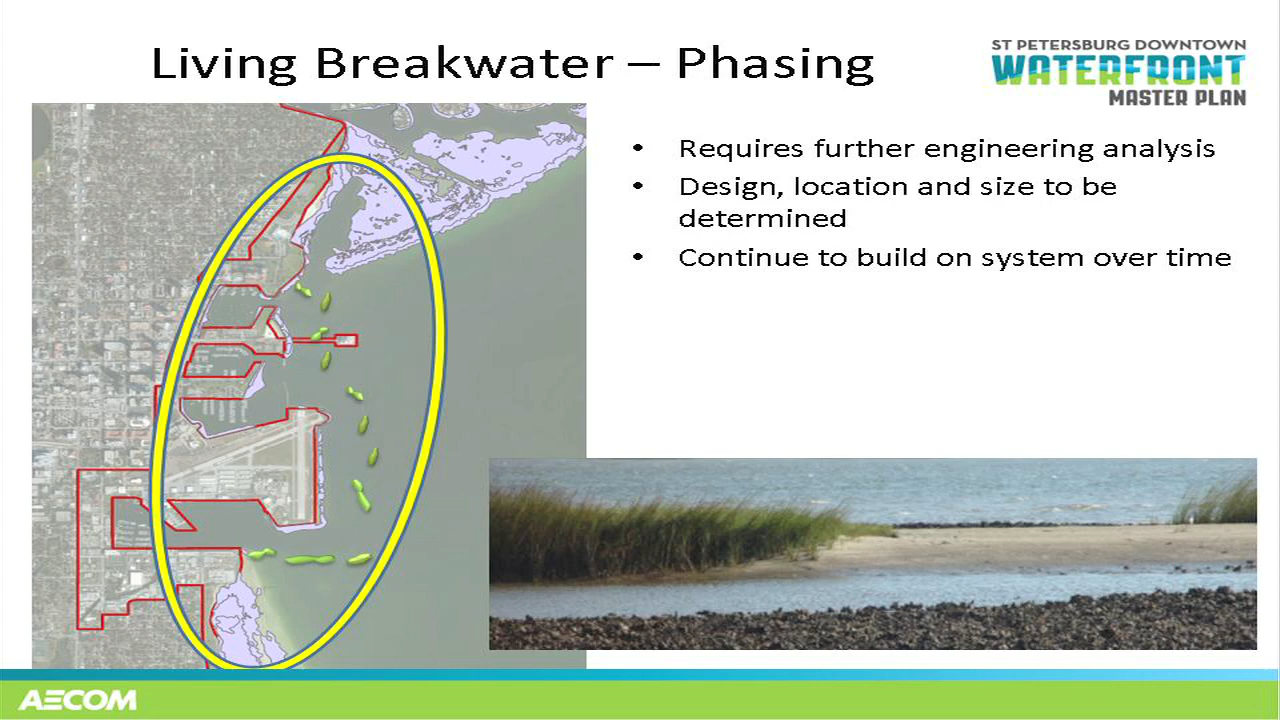 Living Breakwater – Phasing
ST PETERSBURG DOWNTOWN
WATERFRONT
MASTER PLAN
• Requires further engineering analysis
• Design, location and size to be
determined
• Continue to build on system over time
AECOM